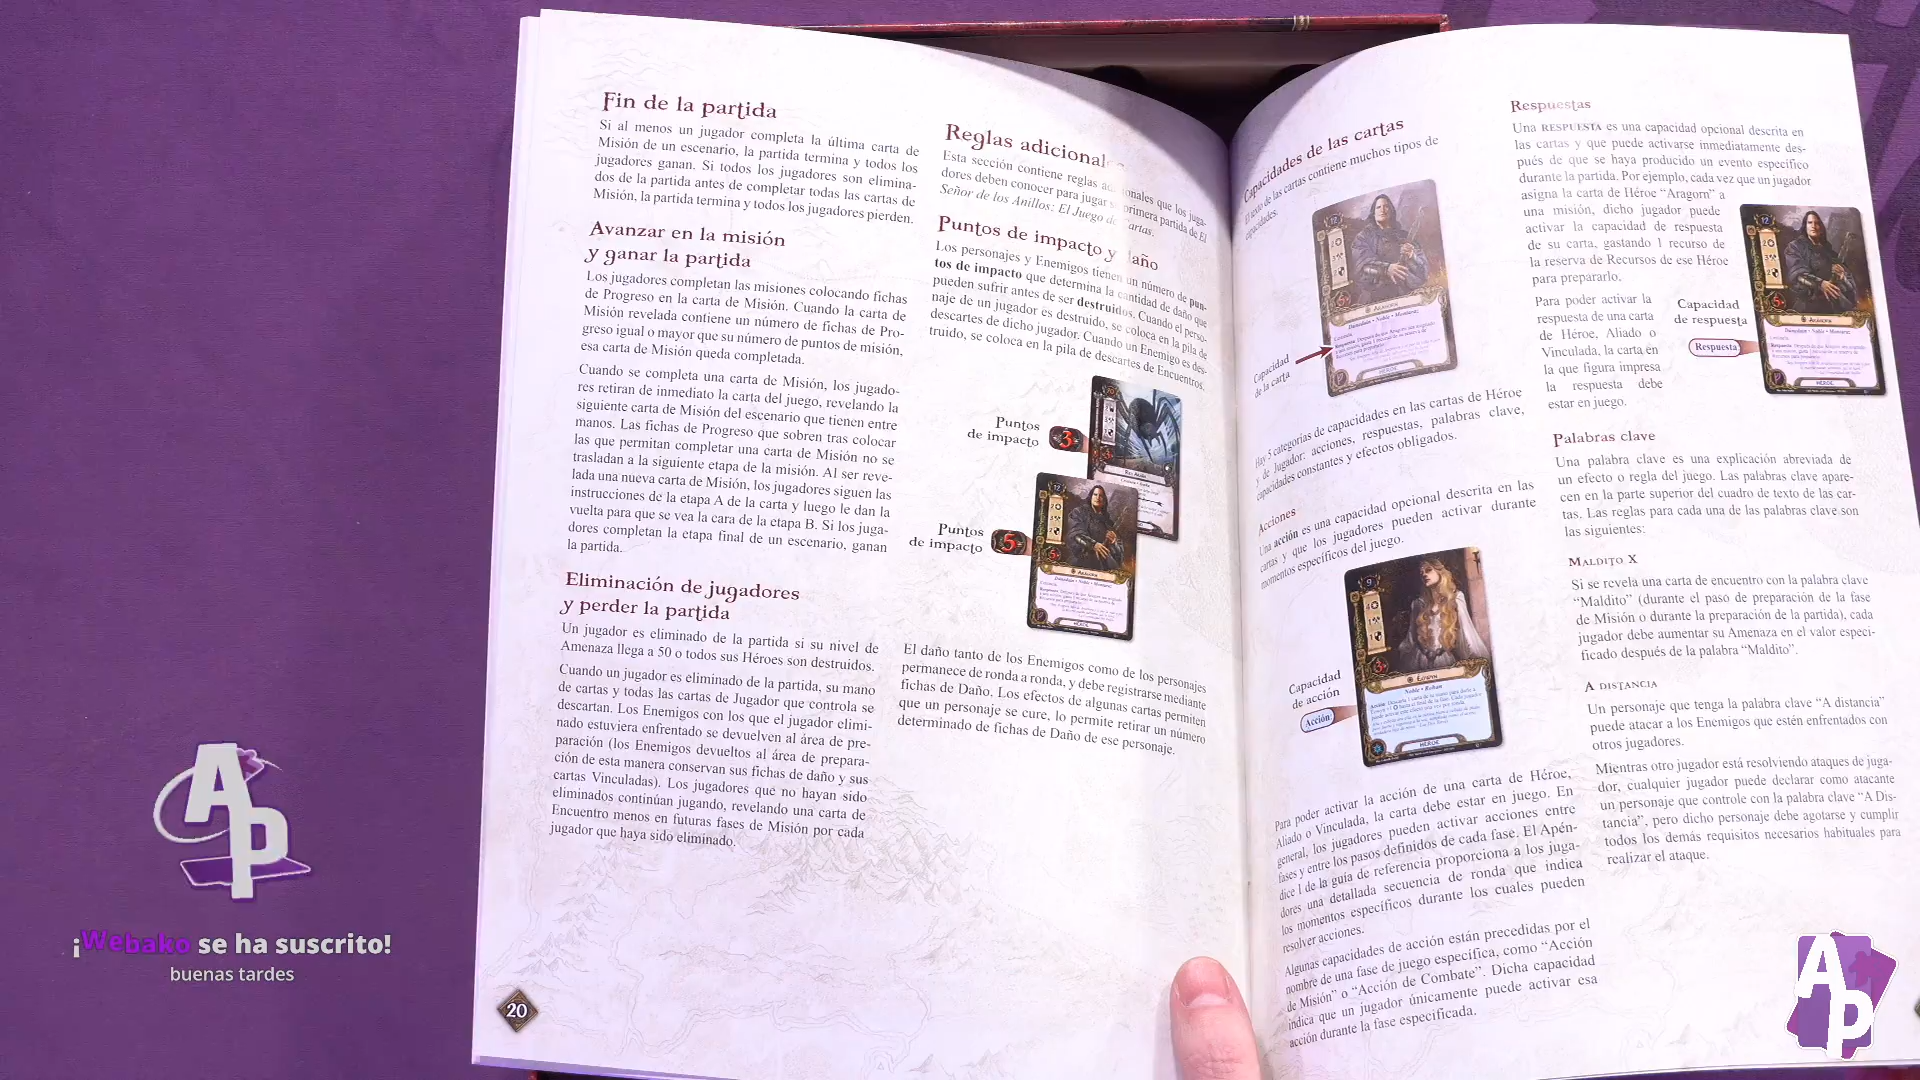 Fin de la partida
Si al menos un jugador completa la última carta de
Misión de un escenario, la partida termina y todos los
jugadores ganan. Si todos los jugadores son elimina-
dos de la partida antes de completar todas las cartas de
Misión, la partida termina y todos los jugadores pierden.
Avanzar en la misión
y ganar la partida
Los jugadores completan las misiones colocando fichas
de Progreso en la carta de Misión. Cuando la carta de
Misión revelada contiene un número de fichas de Pro-
greso igual o mayor que su número de puntos de misión,
esa carta de Misión queda completada.
Cuando se completa una carta de Misión, los jugado-
res retiran de inmediato la carta del juego, revelando la
siguiente carta de Misión del escenario que tienen entre
manos. Las fichas de Progreso que sobren tras colocar
las que permitan completar una carta de Misión no se
trasladan a la siguiente etapa de la misión. Al ser reve-
lada una nueva carta de Misión, los jugadores siguen las
instrucciones de la etapa A de la carta y luego le dan la
vuelta para que se vea la cara de la etapa B. Si los juga-
dores completan la etapa final de un escenario, ganan
la partida.
Eliminación de jugadores
y perder la partida
Un jugador es eliminado de la partida si su nivel de
Amenaza llega a 50 o todos sus Héroes son destruidos.
Cuando un jugador es eliminado de la partida, su mano
de cartas y todas las cartas de Jugador que controla se
descartan. Los Enemigos con los que el jugador elimi-
nado estuviera enfrentado se devuelven al área de pre-
paración (los Enemigos devueltos al área de prepara-
ción de esta manera conservan sus fichas de daño y sus
cartas Vinculadas). Los jugadores que no hayan sido
eliminados continúan jugando, revelando una carta de
Encuentro menos en futuras fases de Misión por cada
jugador que haya sido eliminado.
20
Reglas adicionales
Esta sección contiene reglas adicionales que los juga-
dores deben conocer para jugar su primera partida de El
Señor de los Anillos: El Juego de Cartas.
Puntos de impacto y daño
Los personajes y Enemigos tienen un número de pun-
tos de impacto que determina la cantidad de daño que
pueden sufrir antes de ser destruidos. Cuando el perso-
naje de un jugador es destruido, se coloca en la pila de
descartes de dicho jugador. Cuando un Enemigo es des-
truido, se coloca en la pila de descartes de Encuentros.
Puntos
de impacto
3
Puntos
de impacto
5
12
ARAGORN
Dúnedain • Noble • Montaraz
HÉROE
El daño tanto de los Enemigos como de los personajes
permanece de ronda a ronda, y debe registrarse mediante
fichas de Daño. Los efectos de algunas cartas permiten
que un personaje se cure, lo permite retirar un número
determinado de fichas de Daño de ese personaje.
Capacidades de las cartas
El texto de las cartas contiene muchos tipos de
capacidades.
12
ARAGORN
Dúnedain • Noble • Montaraz
HÉROE
Capacidad
de la carta
Hay 5 categorías de capacidades en las cartas de Héroe
y de Jugador: acciones, respuestas, palabras clave,
capacidades constantes y efectos obligados.
Acciones
Una acción es una capacidad opcional descrita en las
cartas y que los jugadores pueden activar durante
momentos específicos del juego.
9
ÉOWYN
Noble • Rohan
HÉROE
Capacidad
de acción
Acción:
Para poder activar la acción de una carta de Héroe,
Aliado o Vinculada, la carta debe estar en juego. En
general, los jugadores pueden activar acciones entre
fases y entre los pasos definidos de cada fase. El Apén-
dice I de la guía de referencia proporciona a los juga-
dores una detallada secuencia de ronda que indica
los momentos específicos durante los cuales pueden
resolver acciones.
Algunas capacidades de acción están precedidas por el
nombre de una fase de juego específica, como “Acción
de Misión” o “Acción de Combate”. Dicha capacidad
indica que un jugador únicamente puede activar esa
acción durante la fase especificada.
Respuestas
Una RESPUESTA es una capacidad opcional descrita en
las cartas y que puede activarse inmediatamente des-
pués de que se haya producido un evento específico
durante la partida. Por ejemplo, cada vez que un jugador
asigna la carta de Héroe “Aragorn” a
una misión, dicho jugador puede
activar la capacidad de respuesta
de su carta, gastando 1 recurso de
la reserva de Recursos de ese Héroe
para prepararlo.
Para poder activar la
respuesta de una carta
de Héroe, Aliado o
Vinculada, la carta en
la que figura impresa
la respuesta debe
estar en juego.
Capacidad
de respuesta
Respuesta
12
ARAGORN
Dúnedain • Noble • Montaraz
HÉROE
Palabras clave
Una palabra clave es una explicación abreviada de
un efecto o regla del juego. Las palabras clave apare-
cen en la parte superior del cuadro de texto de las car-
tas. Las reglas para cada una de las palabras clave son
las siguientes:
MALDITO X
Si se revela una carta de encuentro con la palabra clave
“Maldito” (durante el paso de preparación de la fase
de Misión o durante la preparación de la partida), cada
jugador debe aumentar su Amenaza en el valor especi-
ficado después de la palabra “Maldito”.
A DISTANCIA
Un personaje que tenga la palabra clave “A distancia”
puede atacar a los Enemigos que estén enfrentados con
otros jugadores.
Mientras otro jugador está resolviendo ataques de juga-
dor, cualquier jugador puede declarar como atacante
un personaje que controle con la palabra clave “A Dis-
tancia”, pero dicho personaje debe agotarse y cumplir
todos los demás requisitos necesarios habituales para
realizar el ataque.
AP
¡Webako se ha suscrito!
buenas tardes
AP